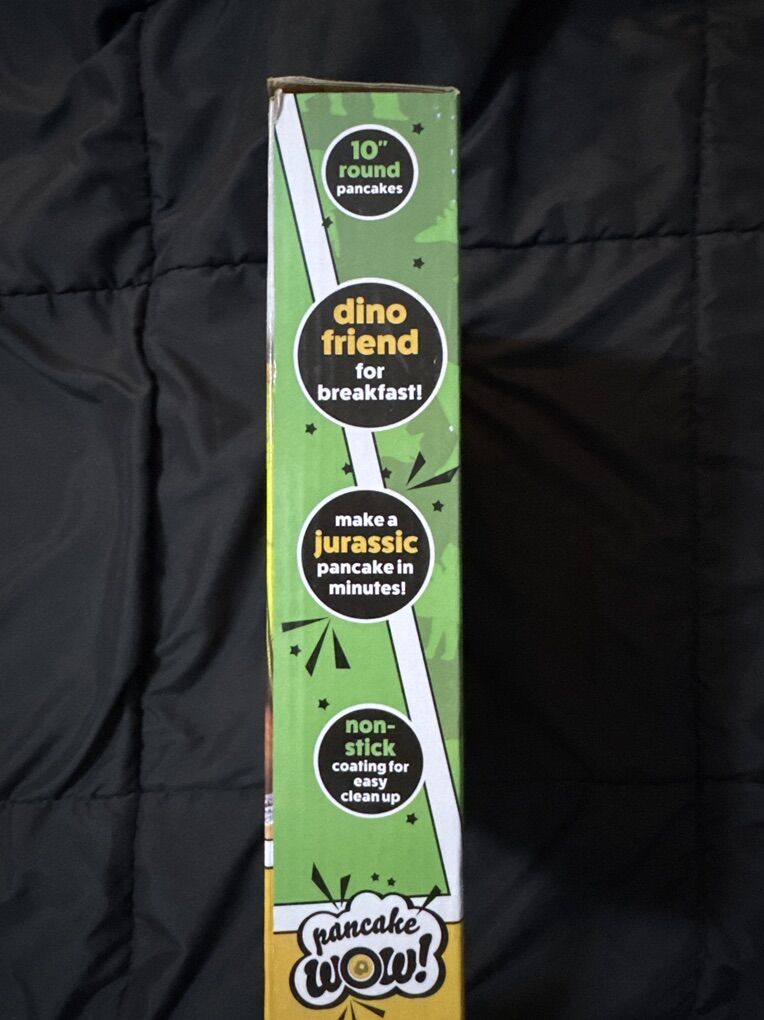 10"
round
pancakes
dino
friend
for
breakfast!
make a
jurassic
pancake in
minutes!
non-
stick
coating for
easy
clean up
pancake
WOW!